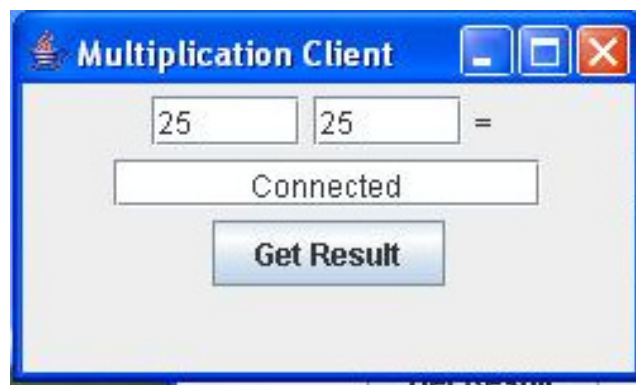 Multiplication Client
25 25 =
Connected
Get Result